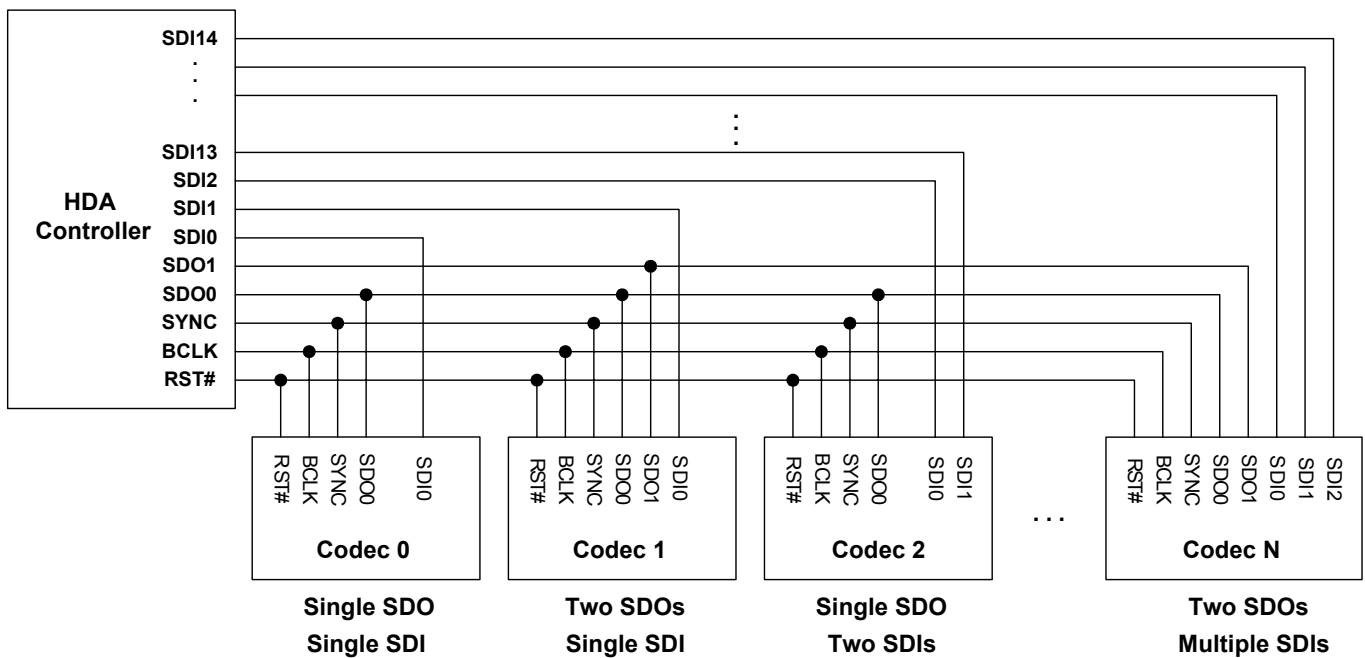 SDI14
.
.
.
SDI13
SDI2
SDI1
SDI0
SDO1
SDO0
SYNC
BCLK
RST#
HDA
Controller
.
.
.
RST#
BCLK
SYNC
SDO0
SDI0
Codec 0
Single SDO
Single SDI
RST#
BCLK
SYNC
SDO0
SDO1
SDI0
Codec 1
Two SDOs
Single SDI
RST#
BCLK
SYNC
SDO0
SDI0
SDI1
Codec 2
Single SDO
Two SDIs
. . .
RST#
BCLK
SYNC
SDO0
SDO1
SDI0
SDI1
SDI2
Codec N
Two SDOs
Multiple SDIs